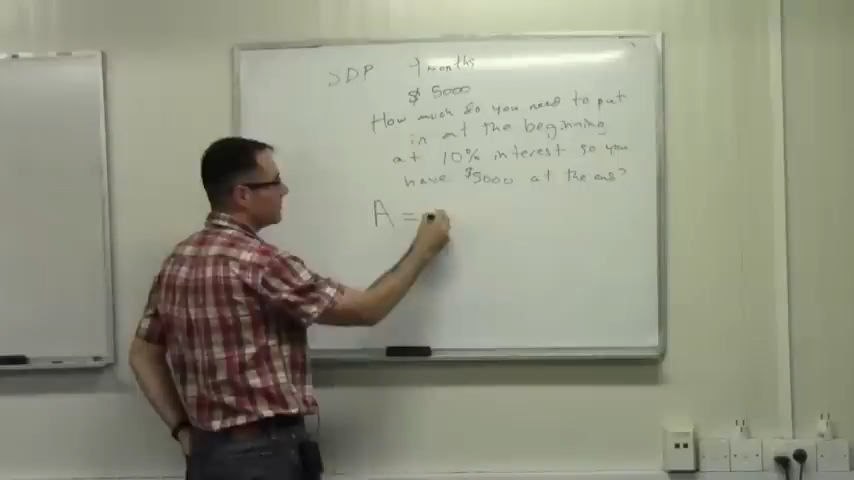 SDP 9 months
$ 5000
How much do you need to put
in at the beginning
at 10% interest so you
have $5000 at the end?
A =